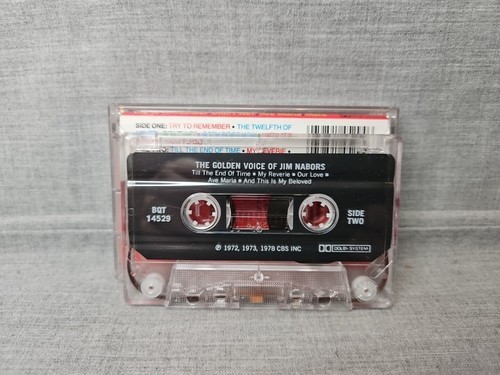 SIDE ONE: TRY TO REMEMBER • THE TWELFTH OF
TILL THE END OF TIME • MY REVERIE •
THE GOLDEN VOICE OF JIM NABORS
Till The End Of Time ■ My Reverie ■ Our Love ■
Ave Maria ■ And This Is My Beloved
BQT
14529
SIDE
TWO
℗ 1972, 1973, 1978 CBS INC
DOLBY SYSTEM